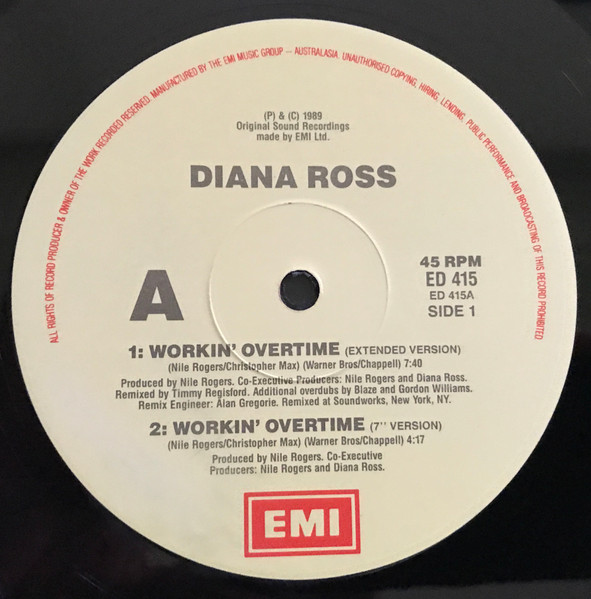 ALL RIGHTS OF RECORD PRODUCER & OWNER OF THE WORK RECORDED RESERVED. MANUFACTURED BY THE EMI MUSIC GROUP – AUSTRALASIA. UNAUTHORISED COPYING, HIRING, LENDING, PUBLIC PERFORMANCE AND BROADCASTING OF THIS RECORD PROHIBITED
(P) & (C) 1989
Original Sound Recordings
made by EMI Ltd.
DIANA ROSS
A
45 RPM
ED 415
ED 415A
SIDE 1
1: WORKIN' OVERTIME (EXTENDED VERSION)
(Nile Rogers/Christopher Max) (Warner Bros/Chappell) 7:40
Produced by Nile Rogers. Co-Executive Producers: Nile Rogers and Diana Ross.
Remixed by Timmy Regisford. Additional overdubs by Blaze and Gordon Williams.
Remix Engineer: Alan Gregorie. Remixed at Soundworks, New York, NY.
2: WORKIN' OVERTIME (7'' VERSION)
(Nile Rogers/Christopher Max) (Warner Bros/Chappell) 4:17
Produced by Nile Rogers. Co-Executive
Producers: Nile Rogers and Diana Ross.
EMI